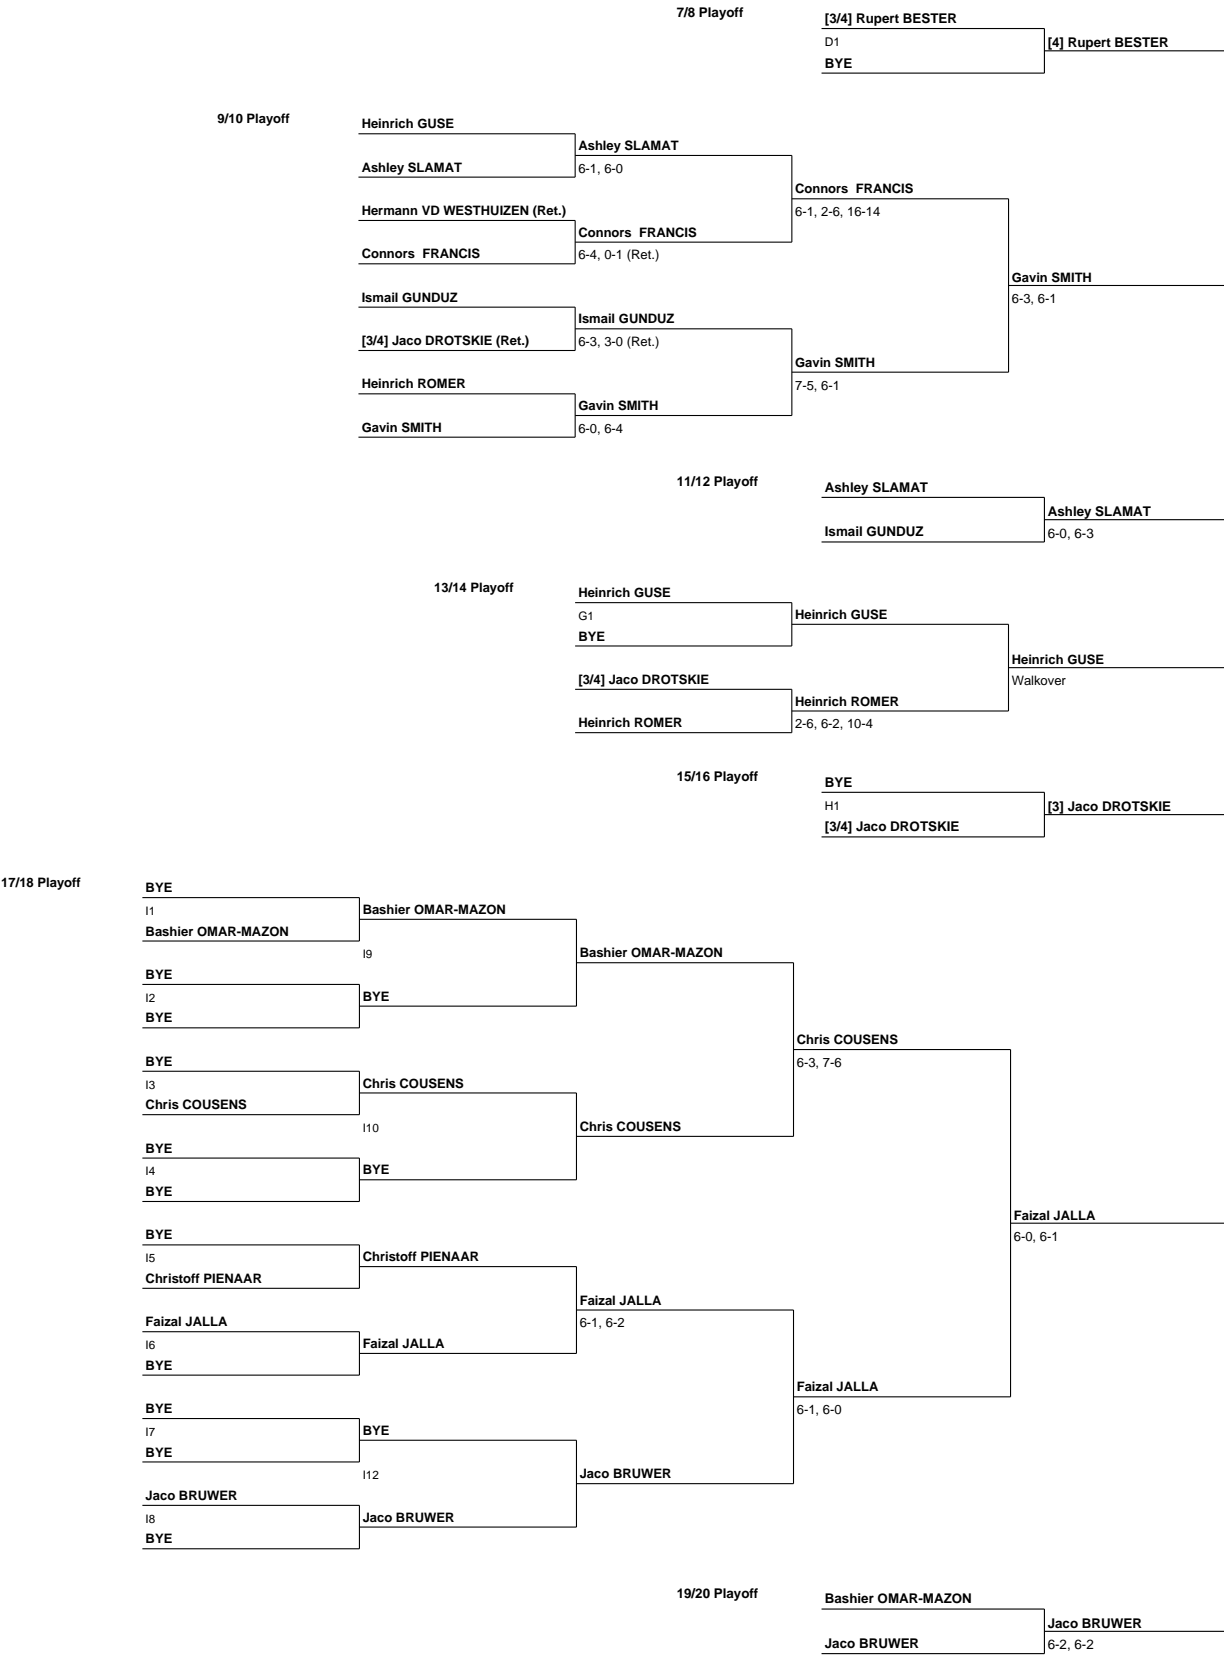 7/8 Playoff
[3/4] Rupert BESTER
D1
[4] Rupert BESTER
BYE
9/10 Playoff
Heinrich GUSE
Ashley SLAMAT
Ashley SLAMAT
6-1, 6-0
Connors  FRANCIS
Hermann VD WESTHUIZEN (Ret.)
6-1, 2-6, 16-14
Connors  FRANCIS
Connors  FRANCIS
6-4, 0-1 (Ret.)
Gavin SMITH
Ismail GUNDUZ
6-3, 6-1
Ismail GUNDUZ
[3/4] Jaco DROTSKIE (Ret.)
6-3, 3-0 (Ret.)
Gavin SMITH
Heinrich ROMER
7-5, 6-1
Gavin SMITH
Gavin SMITH
6-0, 6-4
11/12 Playoff
Ashley SLAMAT
Ashley SLAMAT
Ismail GUNDUZ
6-0, 6-3
13/14 Playoff
Heinrich GUSE
G1
Heinrich GUSE
BYE
Heinrich GUSE
[3/4] Jaco DROTSKIE
Walkover
Heinrich ROMER
Heinrich ROMER
2-6, 6-2, 10-4
15/16 Playoff
BYE
H1
[3] Jaco DROTSKIE
[3/4] Jaco DROTSKIE
17/18 Playoff
BYE
I1
Bashier OMAR-MAZON
Bashier OMAR-MAZON
I9
Bashier OMAR-MAZON
BYE
I2
BYE
BYE
Chris COUSENS
BYE
6-3, 7-6
I3
Chris COUSENS
Chris COUSENS
I10
Chris COUSENS
BYE
I4
BYE
BYE
Faizal JALLA
BYE
6-0, 6-1
I5
Christoff PIENAAR
Christoff PIENAAR
Faizal JALLA
Faizal JALLA
6-1, 6-2
I6
Faizal JALLA
BYE
Faizal JALLA
BYE
6-1, 6-0
I7
BYE
BYE
I12
Jaco BRUWER
Jaco BRUWER
I8
Jaco BRUWER
BYE
19/20 Playoff
Bashier OMAR-MAZON
Jaco BRUWER
Jaco BRUWER
6-2, 6-2